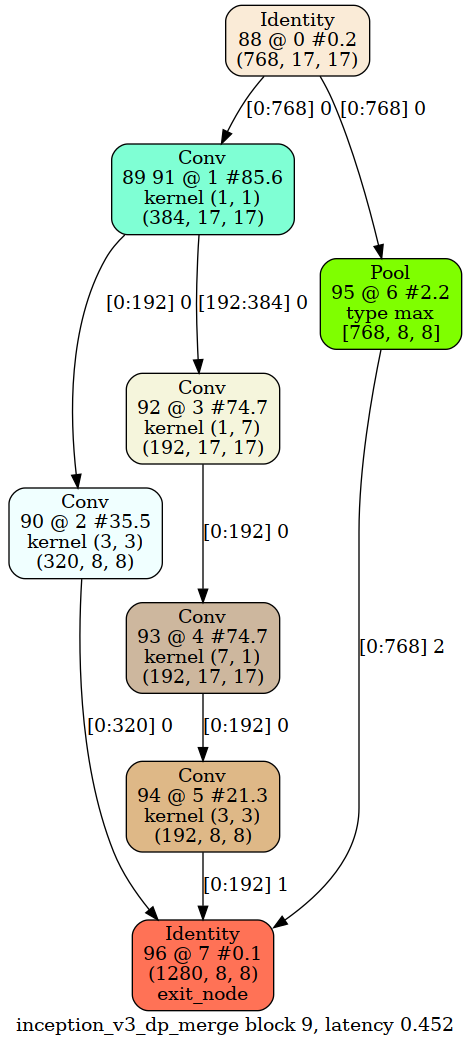 Identity
88 @ 0 #0.2
(768, 17, 17)
[0:768] 0
[0:768] 0
Conv
89 91 @ 1 #85.6
kernel (1, 1)
(384, 17, 17)
Pool
95 @ 6 #2.2
type max
[768, 8, 8]
[0:192] 0
[192:384] 0
Conv
92 @ 3 #74.7
kernel (1, 7)
(192, 17, 17)
Conv
90 @ 2 #35.5
kernel (3, 3)
(320, 8, 8)
[0:192] 0
Conv
93 @ 4 #74.7
kernel (7, 1)
(192, 17, 17)
[0:768] 2
[0:320] 0
[0:192] 0
Conv
94 @ 5 #21.3
kernel (3, 3)
(192, 8, 8)
[0:192] 1
Identity
96 @ 7 #0.1
(1280, 8, 8)
exit_node
inception_v3_dp_merge block 9, latency 0.452